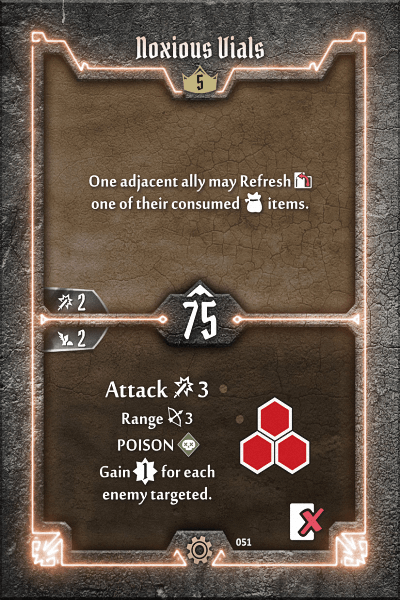 Noxious Vials
5
One adjacent ally may Refresh
one of their consumed items.
2
75
2
Attack 3
Range 3
POISON
Gain 1 for each
enemy targeted.
051